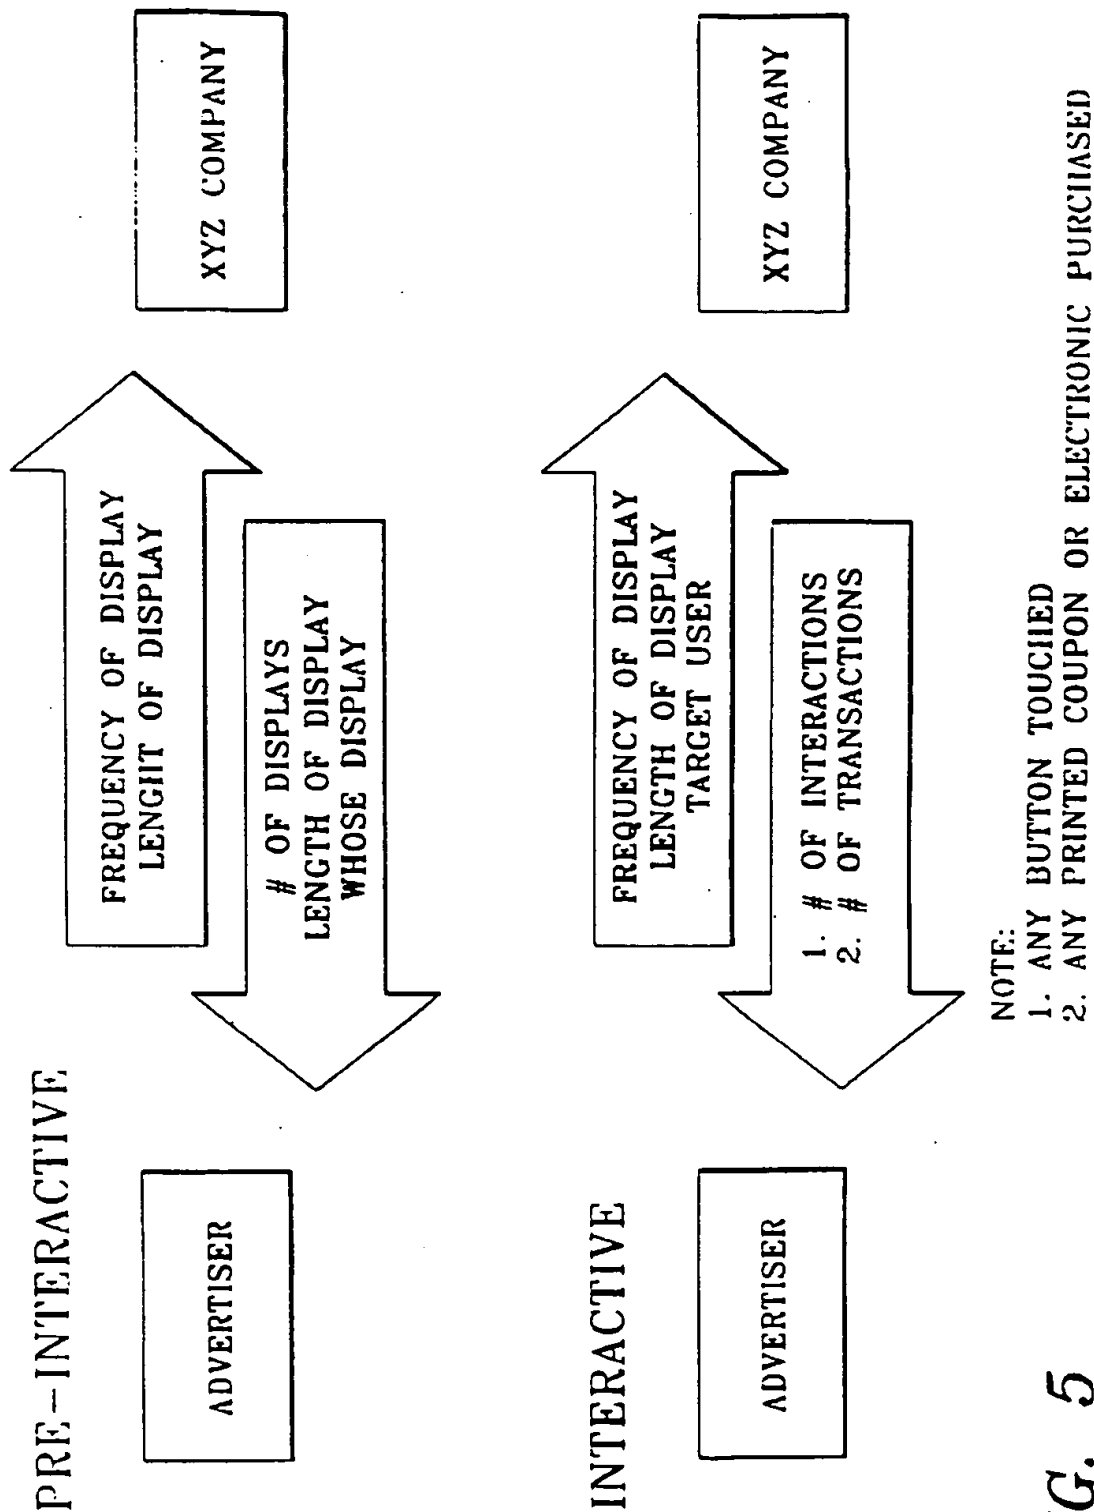 PRE-INTERACTIVE
ADVERTISER
FREQUENCY OF DISPLAY
LENGTH OF DISPLAY
# OF DISPLAYS
LENGTH OF DISPLAY
WHOSE DISPLAY
XYZ COMPANY
INTERACTIVE
ADVERTISER
FREQUENCY OF DISPLAY
LENGTH OF DISPLAY
TARGET USER
1. # OF INTERACTIONS
2. # OF TRANSACTIONS
XYZ COMPANY
NOTE:
1. ANY BUTTON TOUCHED
2. ANY PRINTED COUPON OR ELECTRONIC PURCHASED
G. 5